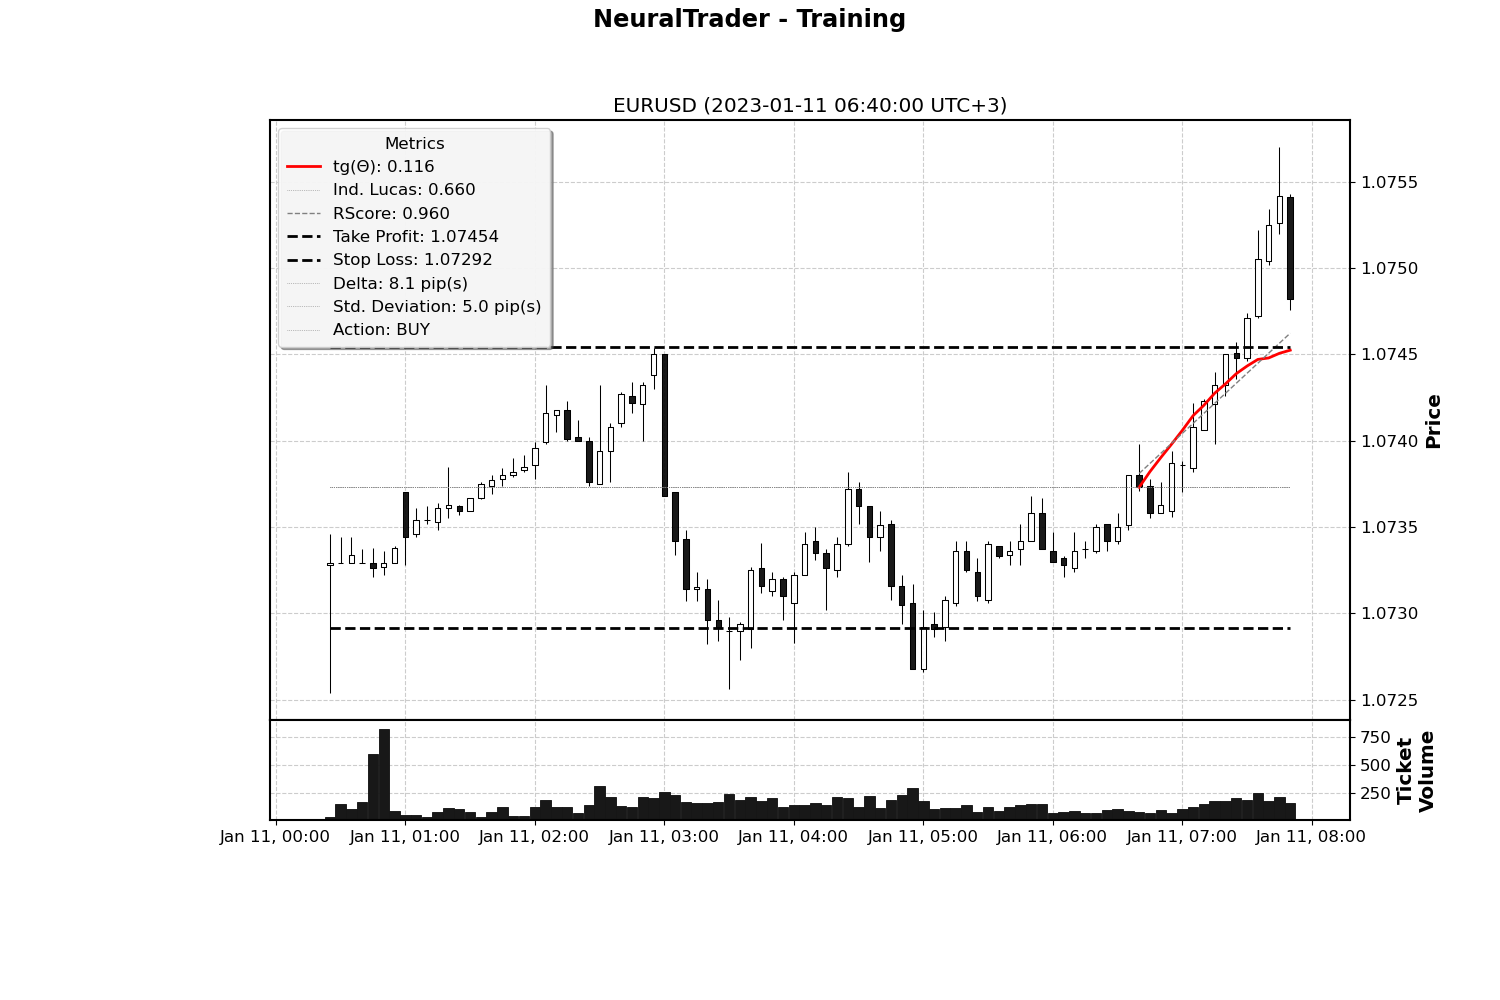 NeuralTrader - Training
EURUSD (2023-01-11 06:40:00 UTC+3)
Metrics
tg(Θ): 0.116
Ind. Lucas: 0.660
RScore: 0.960
Take Profit: 1.07454
Stop Loss: 1.07292
Delta: 8.1 pip(s)
Std. Deviation: 5.0 pip(s)
Action: BUY
1.0755
1.0750
1.0745
1.0740
1.0735
1.0730
1.0725
Price
750
500
250
Ticket
Volume
Jan 11, 00:00
Jan 11, 01:00
Jan 11, 02:00
Jan 11, 03:00
Jan 11, 04:00
Jan 11, 05:00
Jan 11, 06:00
Jan 11, 07:00
Jan 11, 08:00